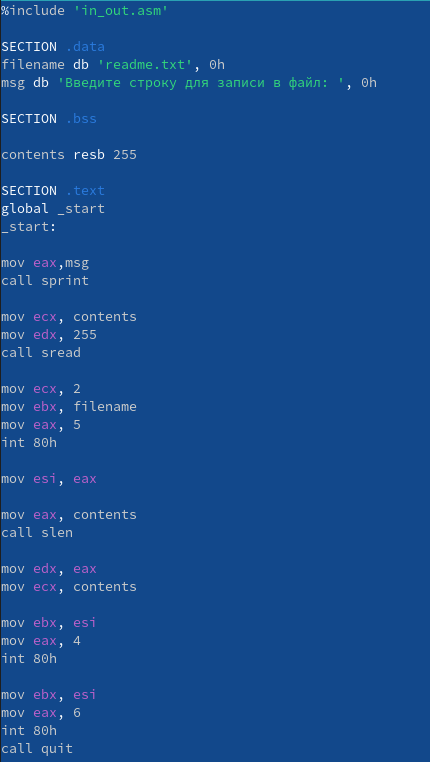 %include 'in_out.asm'
SECTION .data
filename db 'readme.txt', 0h
msg db 'Введите строку для записи в файл: ', 0h
SECTION .bss
contents resb 255
SECTION .text
global _start
_start:
mov eax,msg
call sprint
mov ecx, contents
mov edx, 255
call sread
mov ecx, 2
mov ebx, filename
mov eax, 5
int 80h
mov esi, eax
mov eax, contents
call slen
mov edx, eax
mov ecx, contents
mov ebx, esi
mov eax, 4
int 80h
mov ebx, esi
mov eax, 6
int 80h
call quit